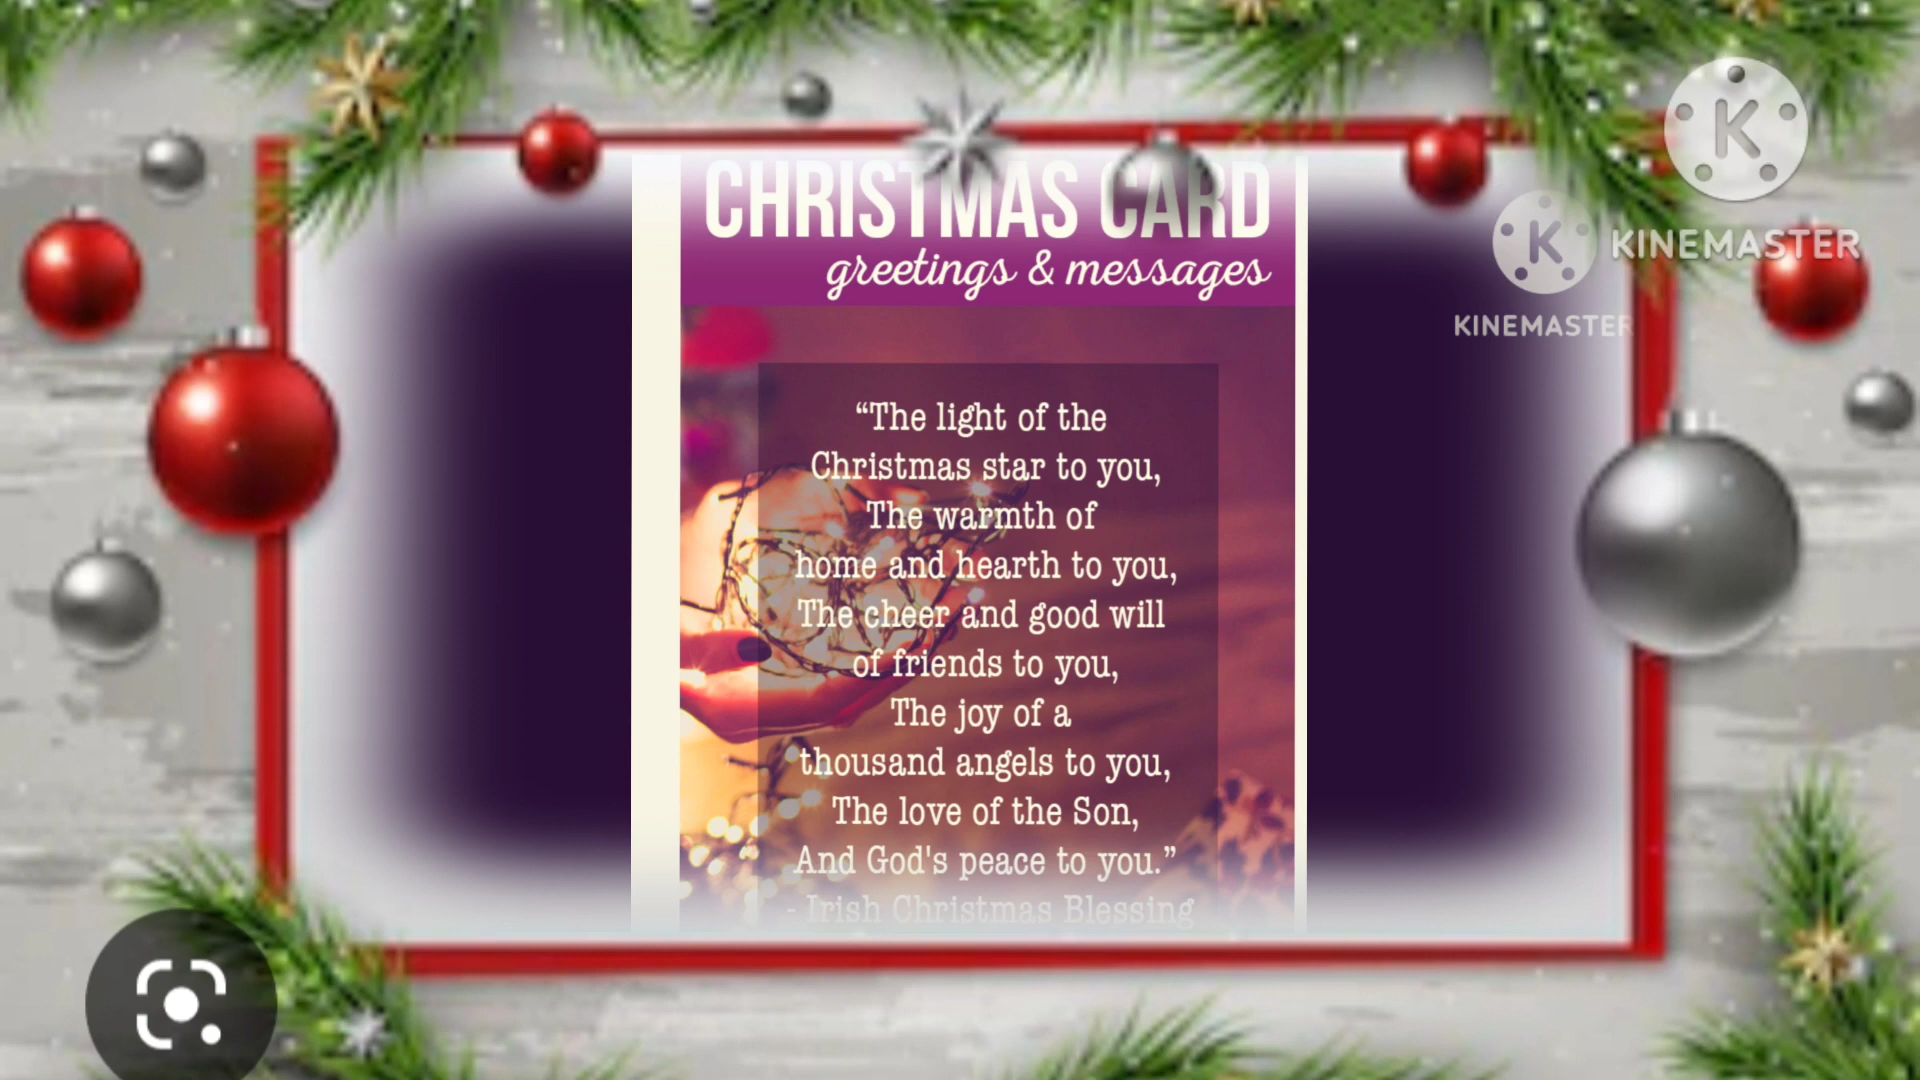 CHRISTMAS CARD
greetings & messages
K
KINEMASTER
K
KINEMASTER
“The light of the
Christmas star to you,
The warmth of
home and hearth to you,
The cheer and good will
of friends to you,
The joy of a
thousand angels to you,
The love of the Son,
And God's peace to you.”
- Irish Christmas Blessing